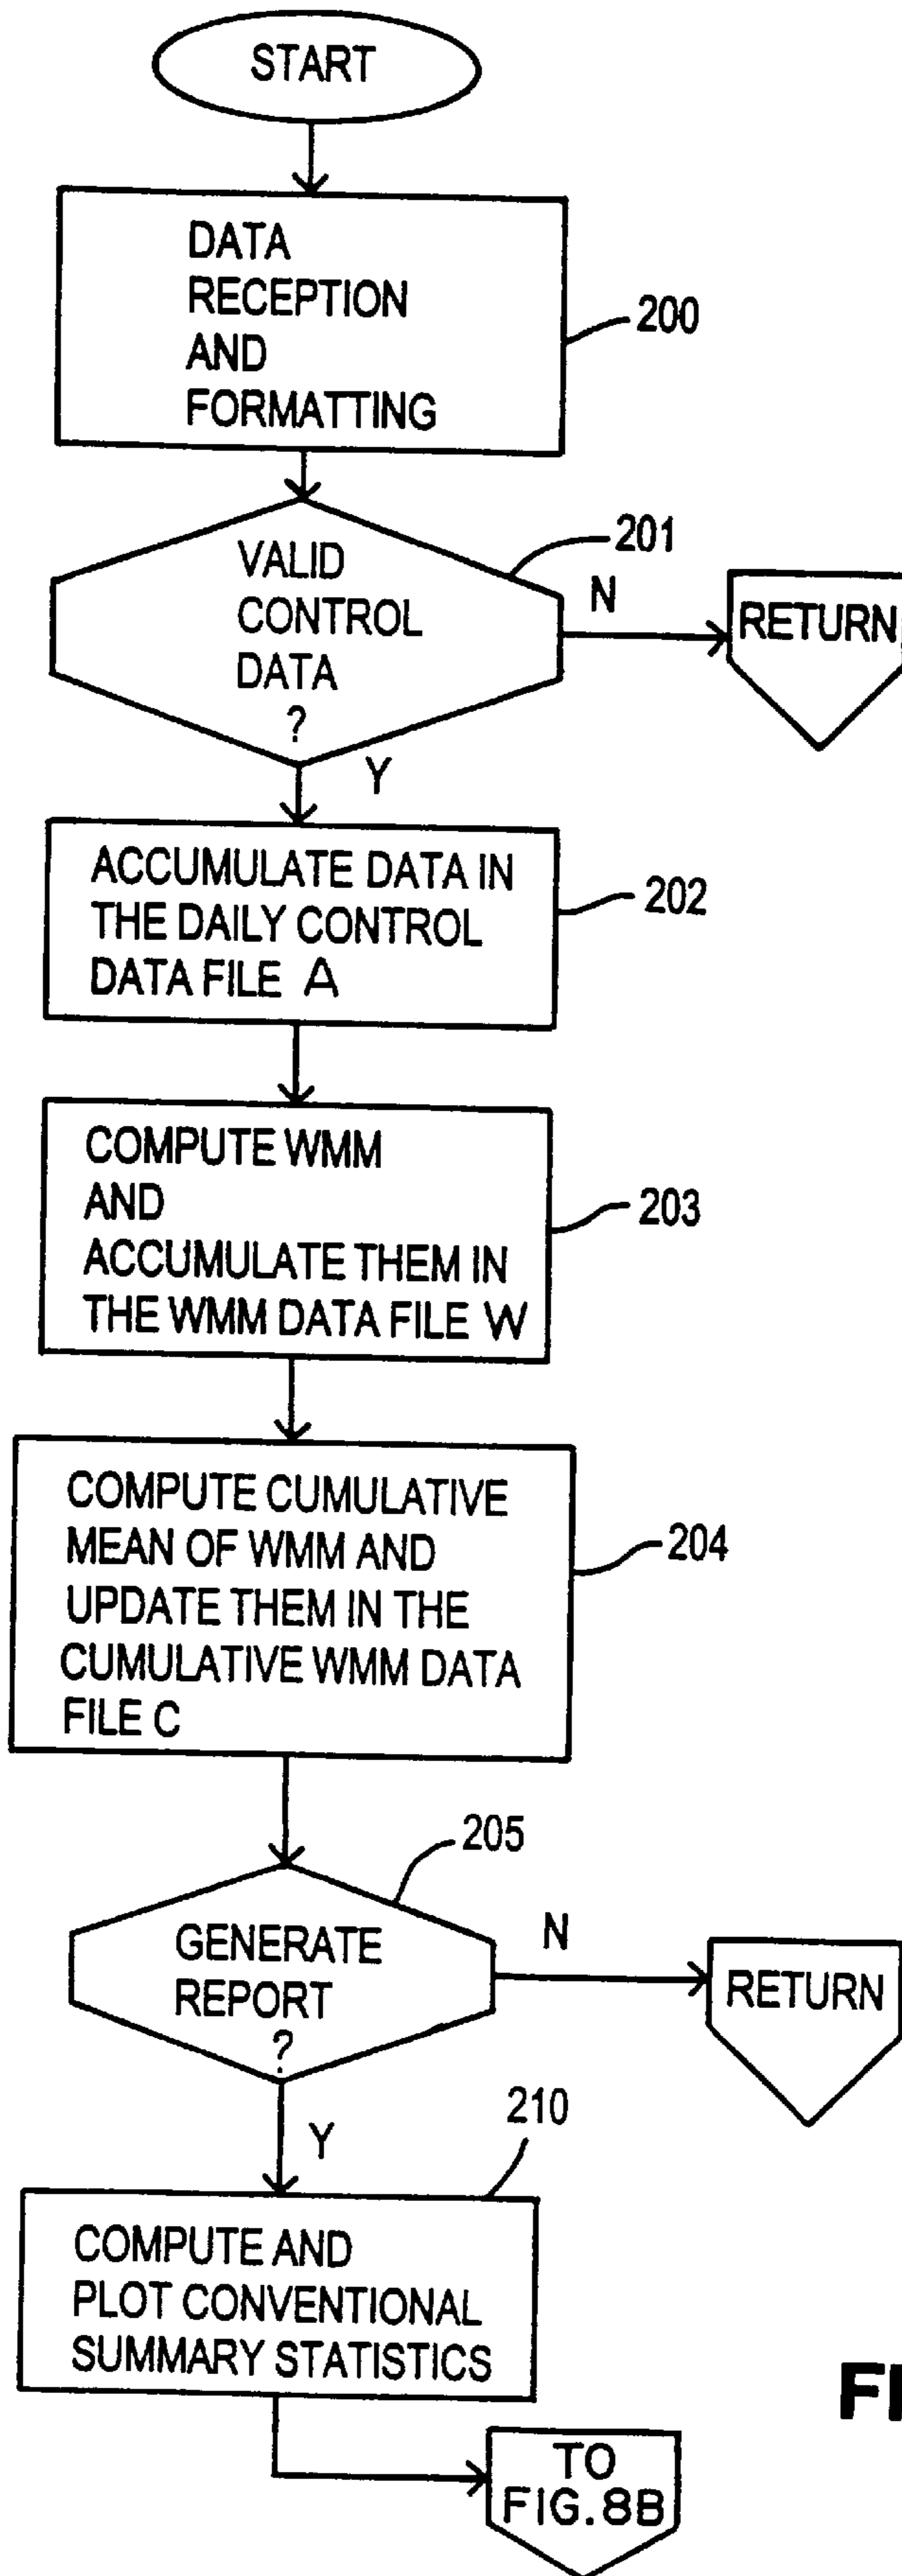 START
DATA
RECEPTION
AND
FORMATTING
200
VALID
CONTROL
DATA
?
201
N
RETURN
Y
ACCUMULATE DATA IN
THE DAILY CONTROL
DATA FILE A
202
COMPUTE WMM
AND
ACCUMULATE THEM IN
THE WMM DATA FILE W
203
COMPUTE CUMULATIVE
MEAN OF WMM AND
UPDATE THEM IN THE
CUMULATIVE WMM DATA
FILE C
204
205
GENERATE
REPORT
?
N
RETURN
Y
210
COMPUTE AND
PLOT CONVENTIONAL
SUMMARY STATISTICS
TO
FIG.8B